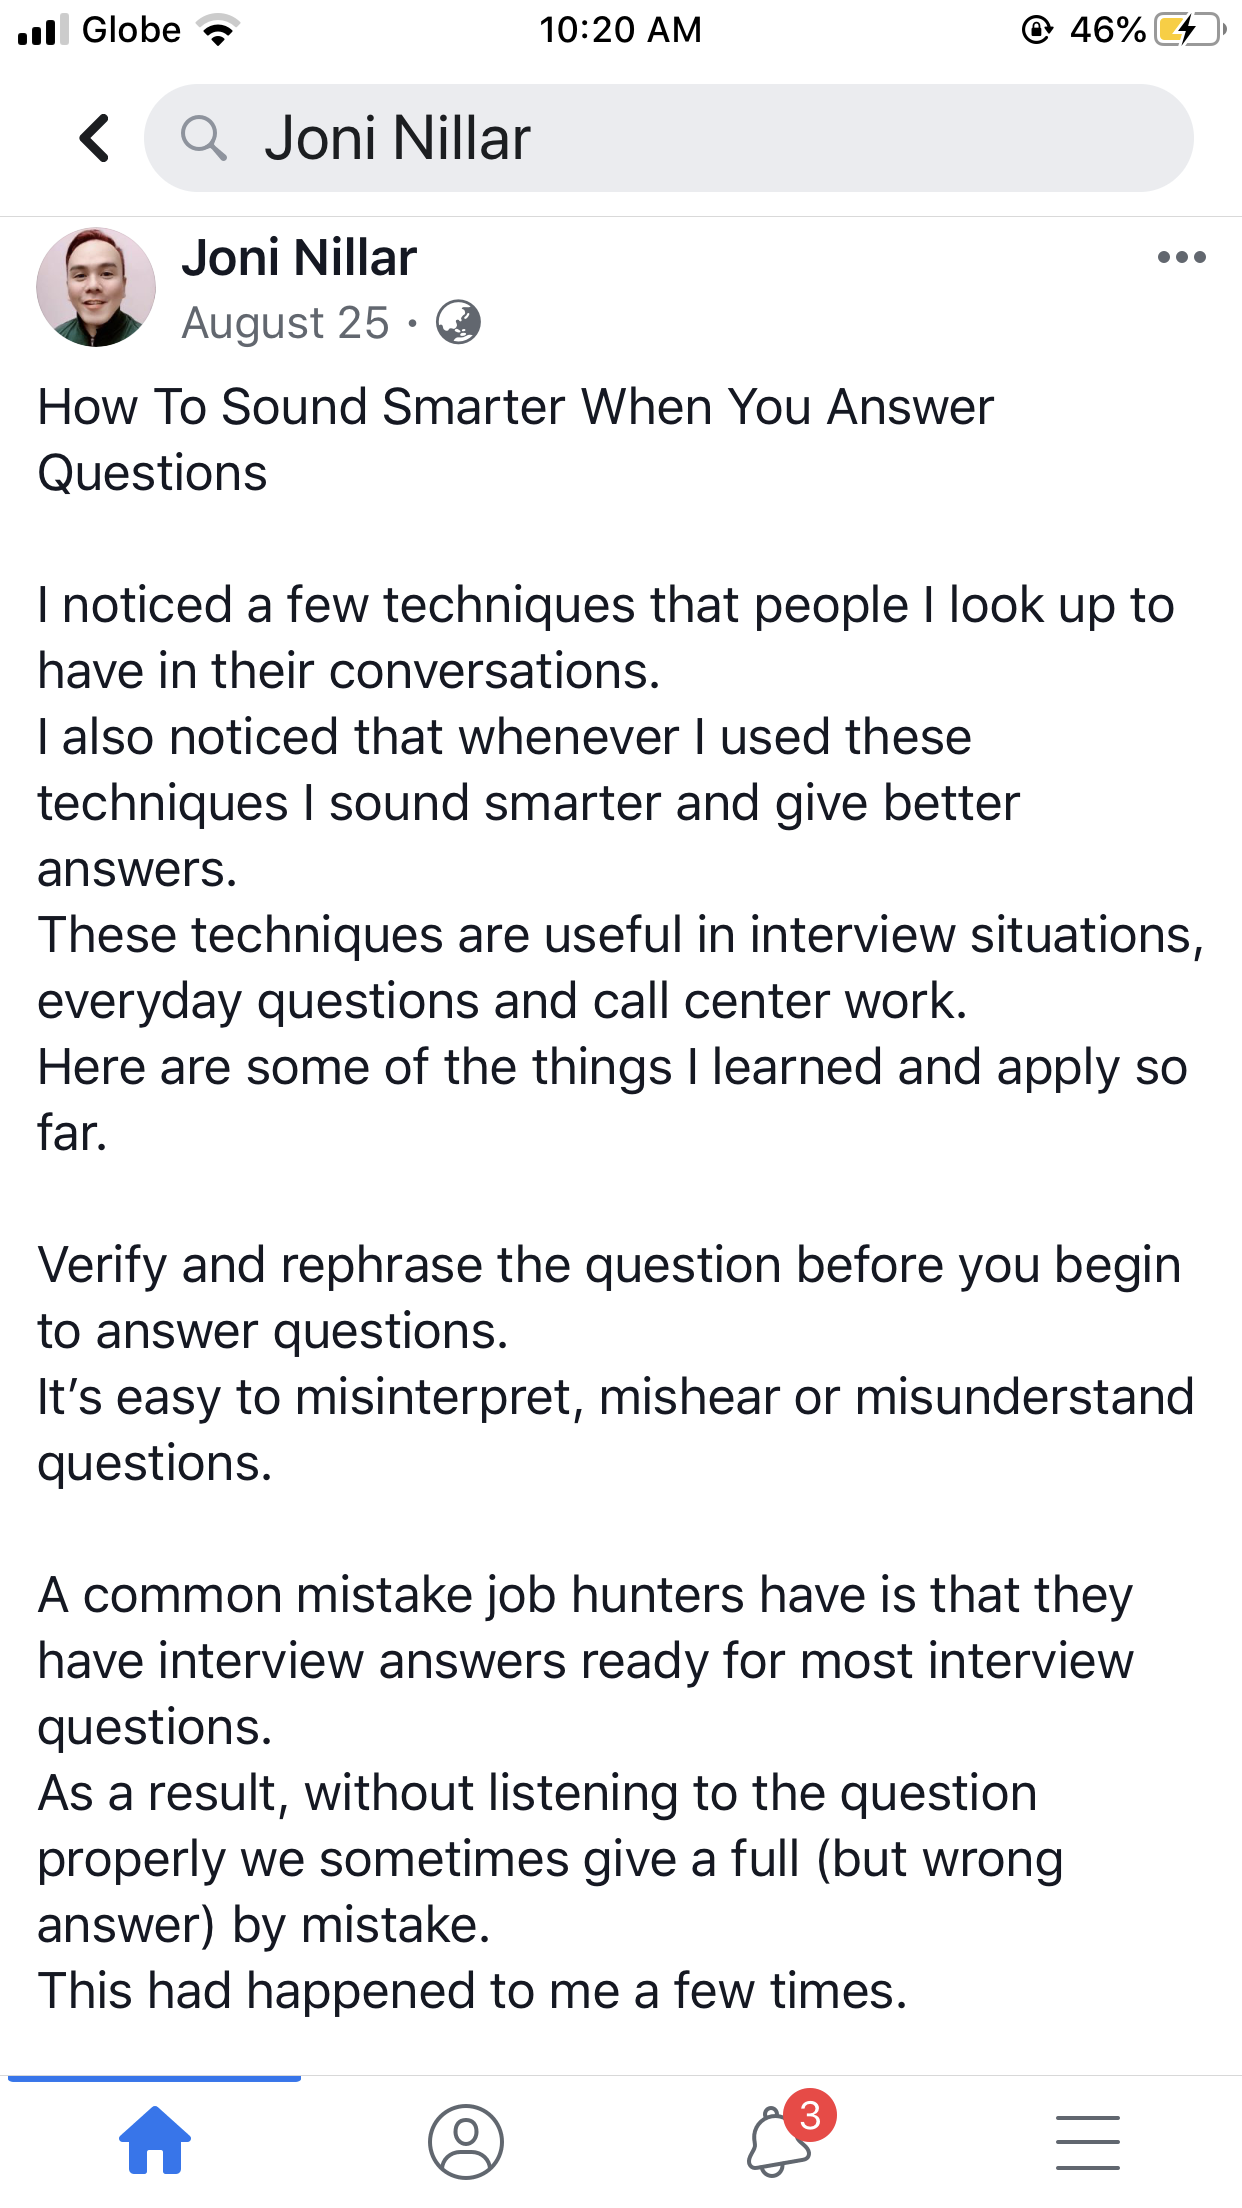 Globe
10:20 AM
46%
Joni Nillar
Joni Nillar
August 25 ·
How To Sound Smarter When You Answer
Questions
I noticed a few techniques that people I look up to
have in their conversations.
I also noticed that whenever I used these
techniques I sound smarter and give better
answers.
These techniques are useful in interview situations,
everyday questions and call center work.
Here are some of the things I learned and apply so
far.
Verify and rephrase the question before you begin
to answer questions.
It’s easy to misinterpret, mishear or misunderstand
questions.
A common mistake job hunters have is that they
have interview answers ready for most interview
questions.
As a result, without listening to the question
properly we sometimes give a full (but wrong
answer) by mistake.
This had happened to me a few times.
3